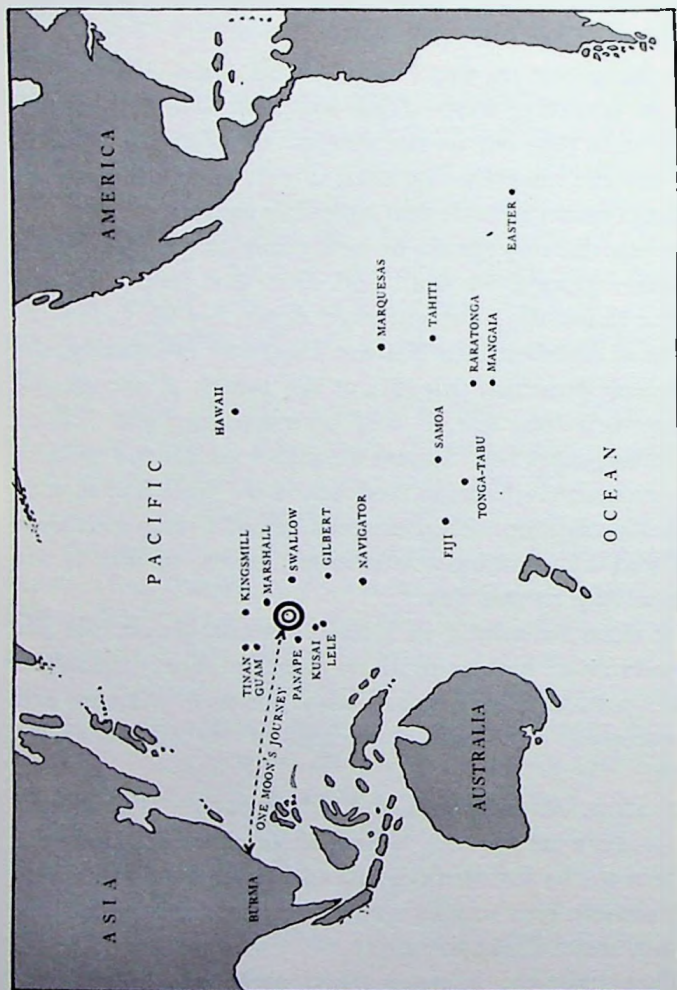 AMERICA
ASIA
PACIFIC
HAWAII
KINGSMILL
MARSHALL
SWALLOW
GILBERT
NAVIGATOR
TINAN
GUAM
PANAPE
KUSAI
LELE
ONE MOON'S JOURNEY
BURMA
MARQUESAS
TAHITI
RARATONGA
MANGAIA
EASTER
SAMOA
TONGA-TABU
FIJI
AUSTRALIA
OCEAN